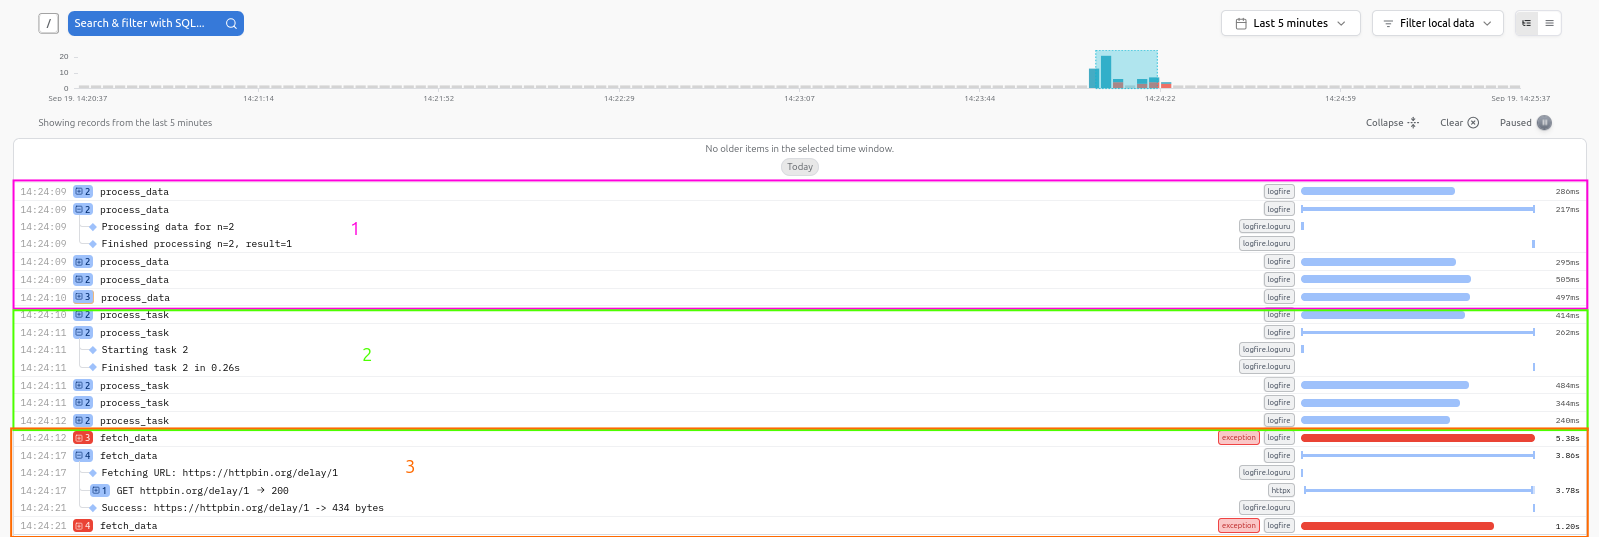 / Search & filter with SQL... Last 5 minutes Filter local data
20
10
0
Sep 19, 14:20:37 14:21:14 14:21:52 14:22:29 14:23:07 14:23:44 14:24:22 14:24:59 Sep 19, 14:25:37
Showing records from the last 5 minutes Collapse Clear Paused
No older items in the selected time window.
Today
14:24:09 2 process_data logfire 286ms
14:24:09 2 process_data logfire 217ms
14:24:09 Processing data for n=2 1 logfire.loguru
14:24:09 Finished processing n=2, result=1 logfire.loguru
14:24:09 2 process_data logfire 295ms
14:24:09 2 process_data logfire 505ms
14:24:10 3 process_data logfire 497ms
14:24:10 2 process_task logfire 414ms
14:24:11 2 process_task logfire 262ms
14:24:11 Starting task 2 2 logfire.loguru
14:24:11 Finished task 2 in 0.26s logfire.loguru
14:24:11 2 process_task logfire 484ms
14:24:11 2 process_task logfire 344ms
14:24:12 2 process_task logfire 240ms
14:24:12 3 fetch_data exception logfire 5.38s
14:24:17 4 fetch_data logfire 3.86s
14:24:17 Fetching URL: https://httpbin.org/delay/1 3 logfire.loguru
14:24:17 1 GET httpbin.org/delay/1 → 200 httpx 3.78s
14:24:21 Success: https://httpbin.org/delay/1 -> 434 bytes logfire.loguru
14:24:21 4 fetch_data exception logfire 1.20s